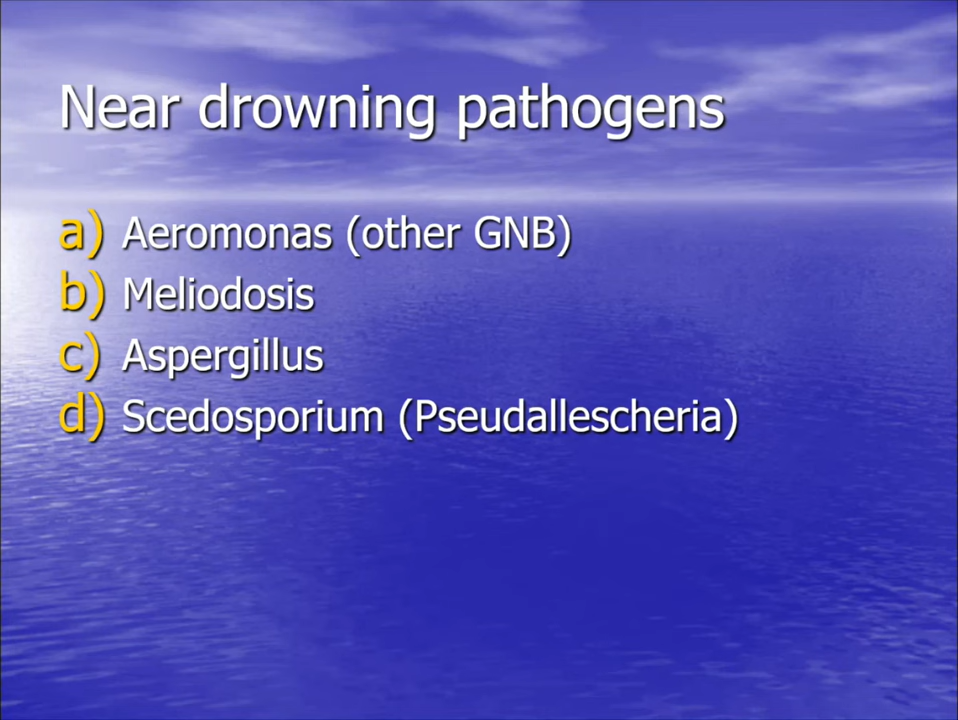 Near drowning pathogens
a) Aeromonas (other GNB)
b) Meliodosis
c) Aspergillus
d) Scedosporium (Pseudallescheria)